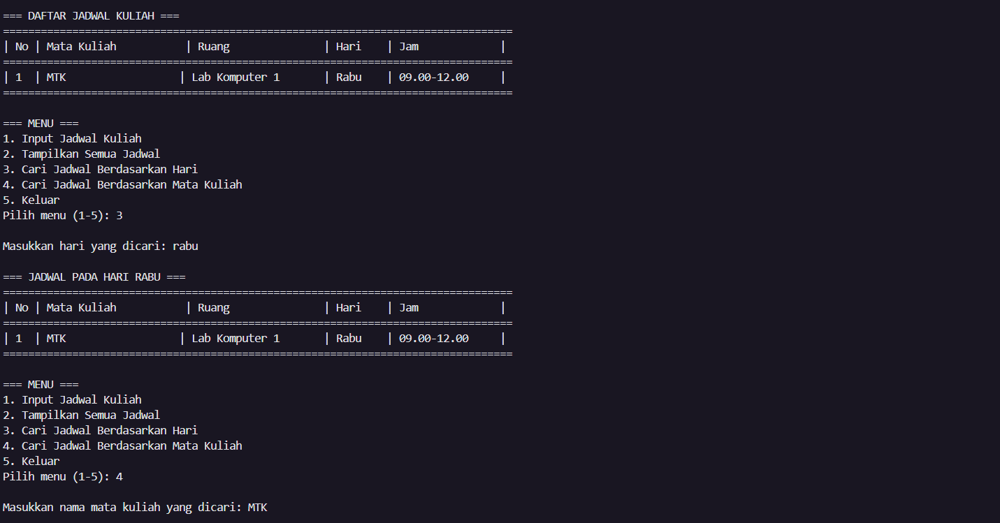 === DAFTAR JADWAL KULIAH ===
=================================================================================
| No | Mata Kuliah           | Ruang               | Hari    | Jam             |
=================================================================================
| 1  | MTK                  | Lab Komputer 1       | Rabu    | 09.00-12.00     |
=================================================================================

=== MENU ===
1. Input Jadwal Kuliah
2. Tampilkan Semua Jadwal
3. Cari Jadwal Berdasarkan Hari
4. Cari Jadwal Berdasarkan Mata Kuliah
5. Keluar
Pilih menu (1-5): 3

Masukkan hari yang dicari: rabu

=== JADWAL PADA HARI RABU ===
=================================================================================
| No | Mata Kuliah           | Ruang               | Hari    | Jam             |
=================================================================================
| 1  | MTK                  | Lab Komputer 1       | Rabu    | 09.00-12.00     |
=================================================================================

=== MENU ===
1. Input Jadwal Kuliah
2. Tampilkan Semua Jadwal
3. Cari Jadwal Berdasarkan Hari
4. Cari Jadwal Berdasarkan Mata Kuliah
5. Keluar
Pilih menu (1-5): 4

Masukkan nama mata kuliah yang dicari: MTK